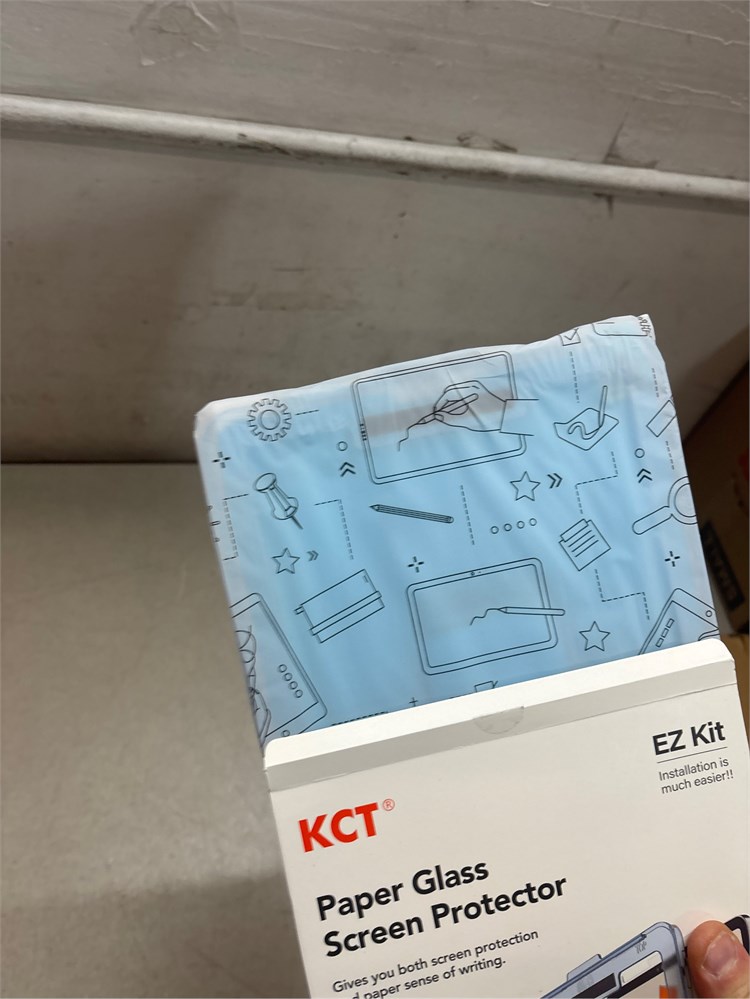 EZ Kit
Installation is
much easier!!
KCT®
Paper Glass
Screen Protector
Gives you both screen protection
paper sense of writing.
TOP